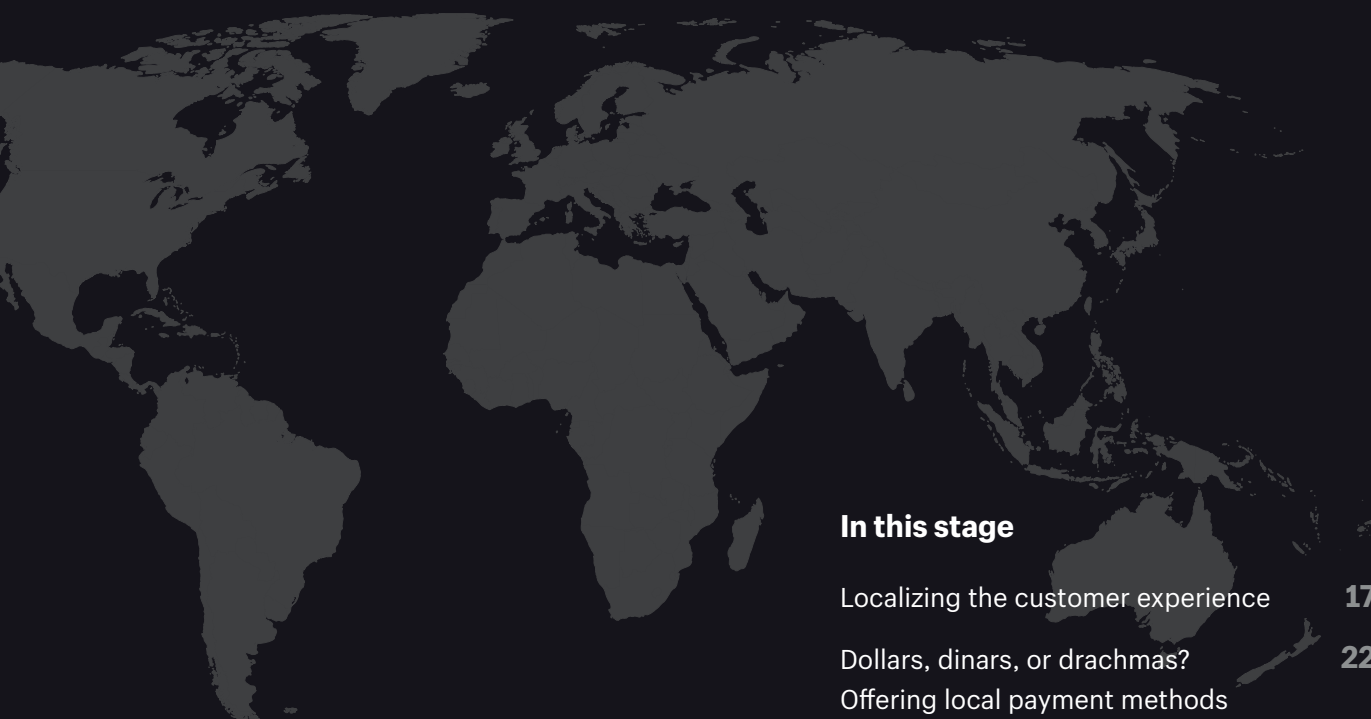 In this stage
Localizing the customer experience 17
Dollars, dinars, or drachmas? 22
Offering local payment methods